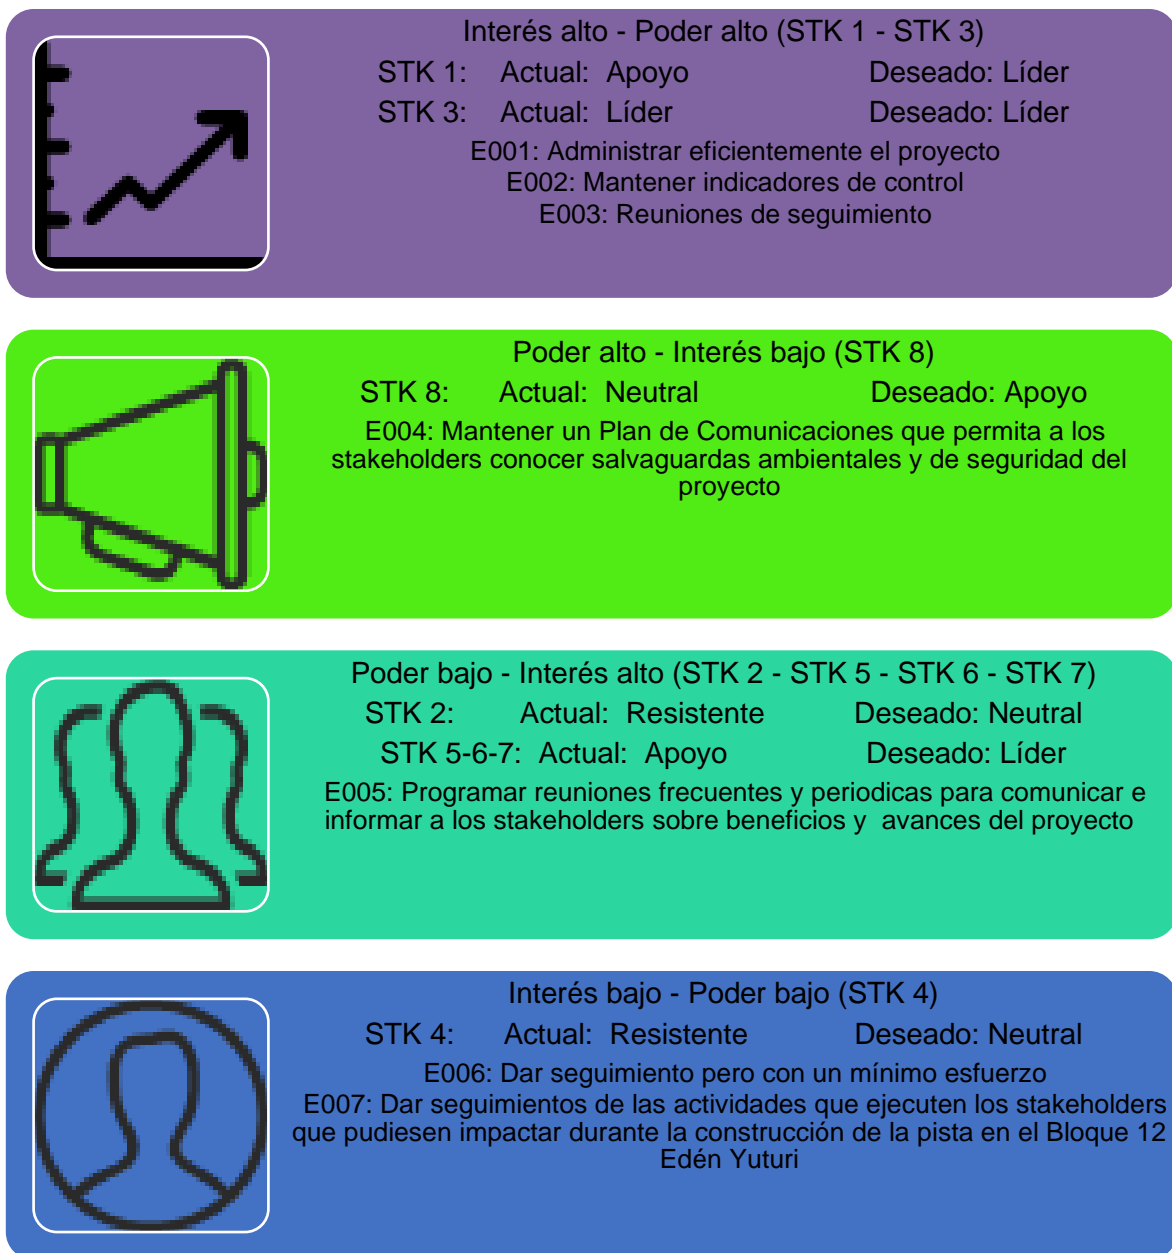 Interés alto - Poder alto (STK 1 - STK 3)
STK 1: Actual: Apoyo Deseado: Líder
STK 3: Actual: Líder Deseado: Líder
E001: Administrar eficientemente el proyecto
E002: Mantener indicadores de control
E003: Reuniones de seguimiento
Poder alto - Interés bajo (STK 8)
STK 8: Actual: Neutral Deseado: Apoyo
E004: Mantener un Plan de Comunicaciones que permita a los
stakeholders conocer salvaguardas ambientales y de seguridad del
proyecto
Poder bajo - Interés alto (STK 2 - STK 5 - STK 6 - STK 7)
STK 2: Actual: Resistente Deseado: Neutral
STK 5-6-7: Actual: Apoyo Deseado: Líder
E005: Programar reuniones frecuentes y periodicas para comunicar e
informar a los stakeholders sobre beneficios y avances del proyecto
Interés bajo - Poder bajo (STK 4)
STK 4: Actual: Resistente Deseado: Neutral
E006: Dar seguimiento pero con un mínimo esfuerzo
E007: Dar seguimientos de las actividades que ejecuten los stakeholders
que pudiesen impactar durante la construcción de la pista en el Bloque 12
Edén Yuturi